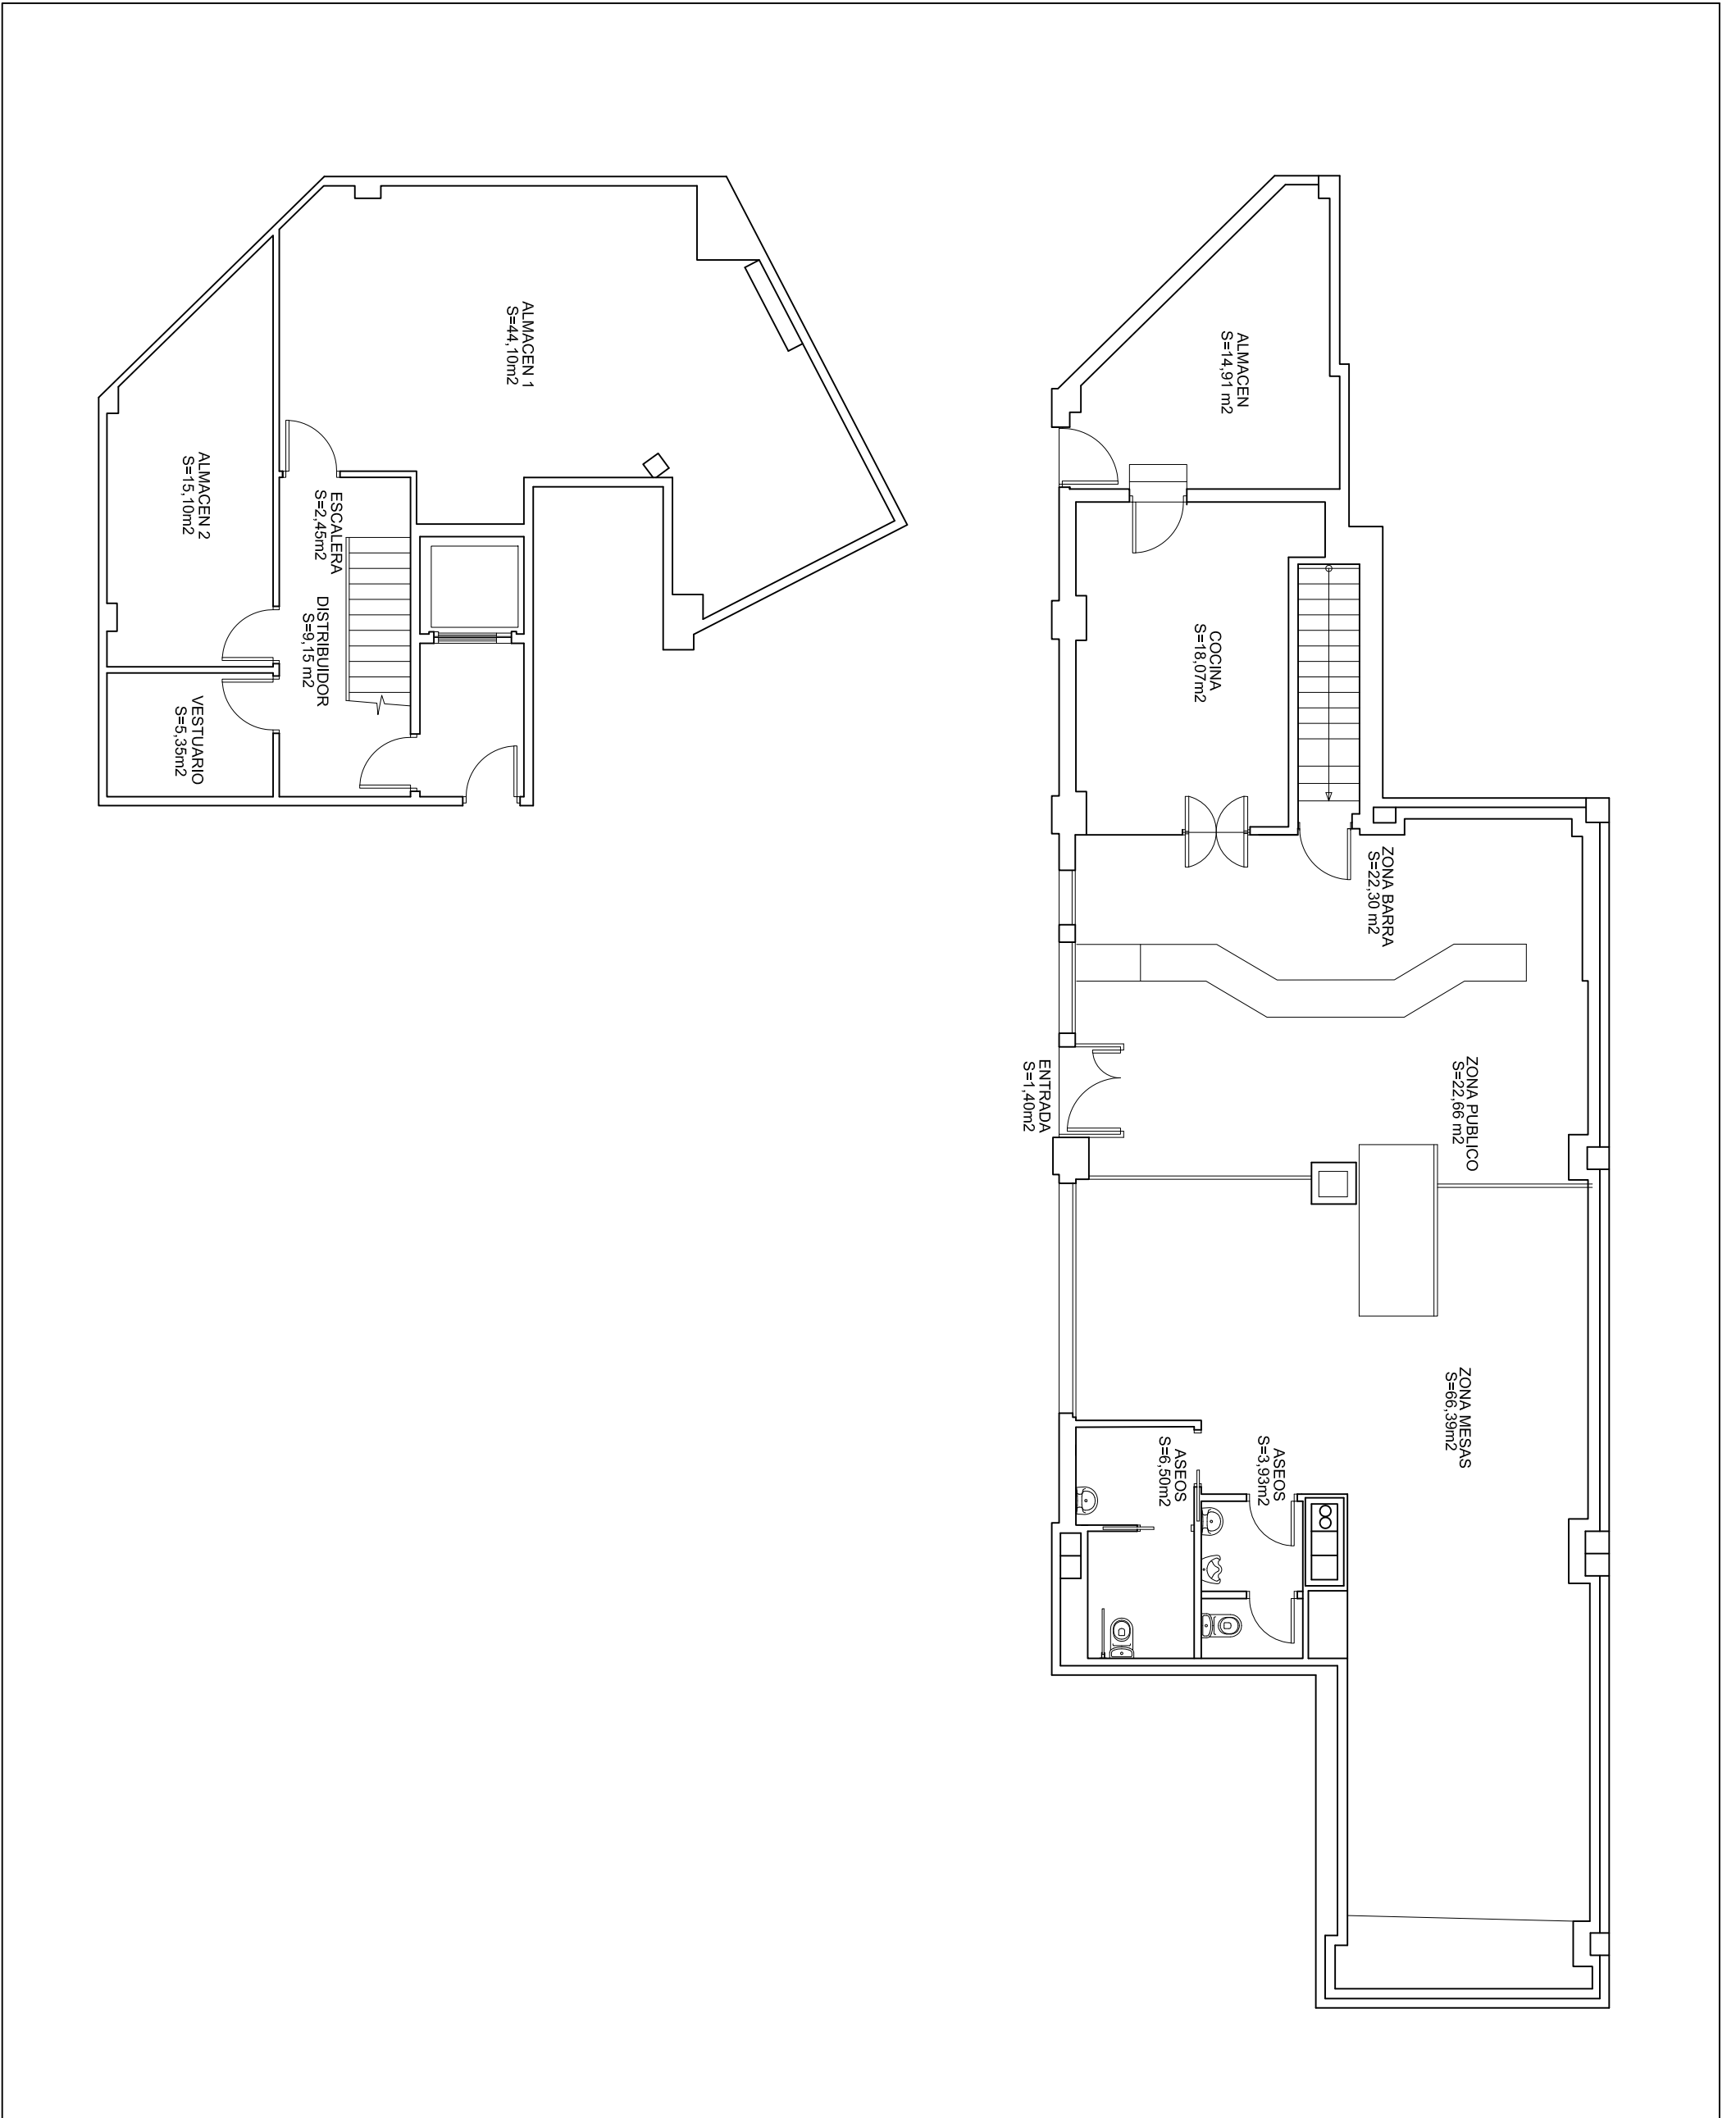 ALMACEN
S=14,91 m2
COCINA
S=18,07m2
ZONA BARRA
S=22,30 m2
ZONA PUBLICO
S=22,66 m2
ENTRADA
S=1,40m2
ZONA MESAS
S=66,39m2
ASEOS
S=3,93m2
ASEOS
S=6,50m2
ALMACEN 1
S=44,10m2
ALMACEN 2
S=15,10m2
ESCALERA
S=2,45m2
DISTRIBUIDOR
S=9,15 m2
VESTUARIO
S=5,35m2